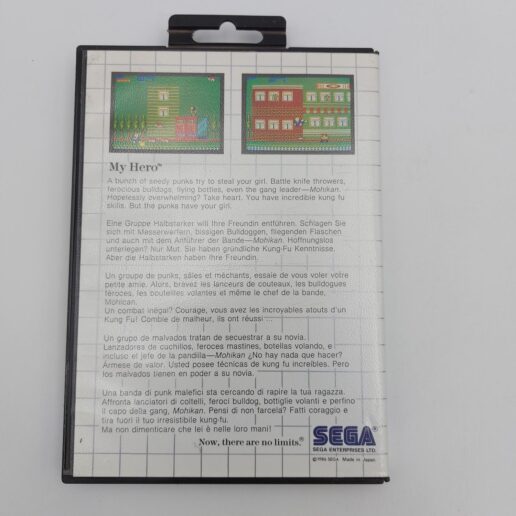 My Hero™
A bunch of seedy punks try to steal your girl. Battle knife throwers,
ferocious bulldogs, flying bottles, even the gang leader—Mohikan.
Hopelessly overwhelming? Take heart. You have incredible kung fu
skills. But the punks have your girl.
Eine Gruppe Halbstarker will Ihre Freundin entführen. Schlagen Sie
sich mit Messerwerfern, bissigen Bulldoggen, fliegenden Flaschen
und auch mit dem Anführer der Bande—Mohikan. Hoffnungslos
unterlegen? Nur Mut. Sie haben gründliche Kung-Fu Kenntnisse.
Aber die Halbstarken haben Ihre Freundin.
Un groupe de punks, sâles et méchants, essaie de vous voler votre
petite amie. Alors, bravez les lanceurs de couteaux, les bulldogues
féroces, les bouteilles volantes et même le chef de la bande,
Mohican.
Un combat inégal? Courage, vous avez les incroyables atouts d'un
Kung Fu! Comble de malheur, ils ont réussi
Un grupo de malvados tratan de secuestrar a su novia.
Lanzadores de cuchillos, feroces mastines, botellas volando, e
incluso el jefe de la pandilla—Mohikan ¿No hay nada que hacer?
Ármese de valor. Usted posee técnicas de kung fu increíbles. Pero
los malvados tienen en poder a su novia.
Una banda di punk malefici sta cercando di rapire la tua ragazza.
Affronta lanciatori di coltelli, feroci bulldog, bottiglie volanti e perfino
il capo della gang, Mohikan. Pensi di non farcela? Fatti coraggio e
tira fuori il tuo irresistibile kung-fu.
Ma non dimenticare che lei è nelle loro mani!
Now, there are no limits.®
SEGA®
SEGA ENTERPRISES LTD.
©1986 SEGA Made in Japan